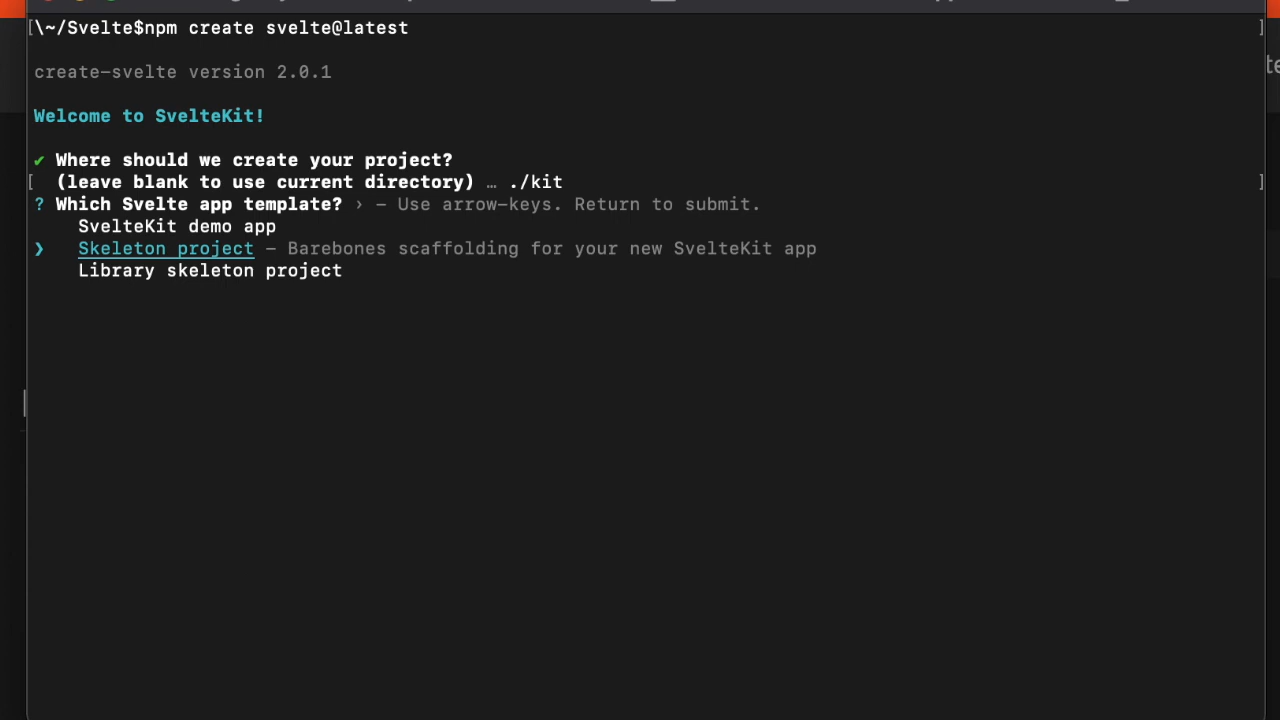 [\~/Svelte$npm create svelte@latest ]
create-svelte version 2.0.1
Welcome to SvelteKit!
✔ Where should we create your project?
[ (leave blank to use current directory) … ./kit ]
? Which Svelte app template? › - Use arrow-keys. Return to submit.
SvelteKit demo app
❯ Skeleton project - Barebones scaffolding for your new SvelteKit app
Library skeleton project